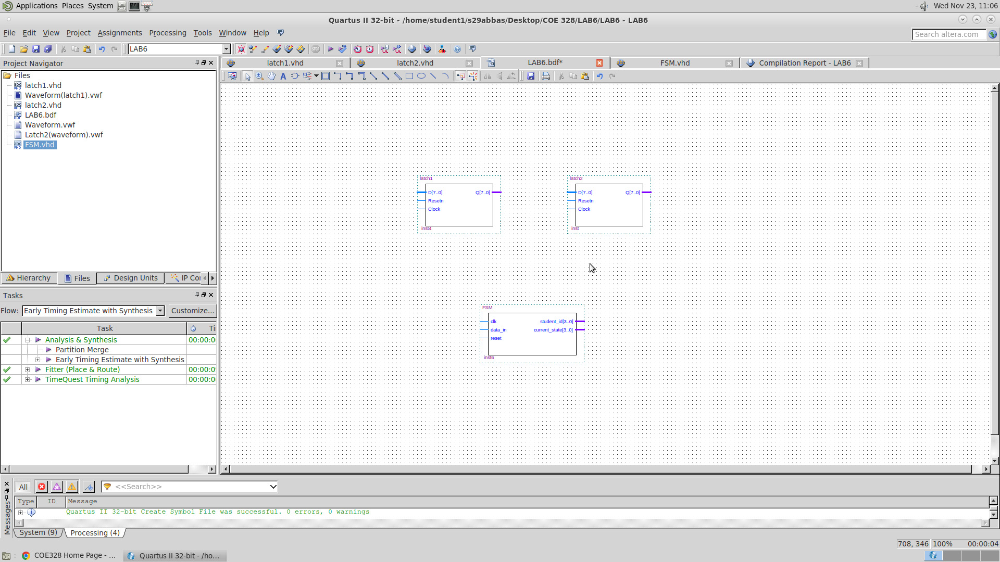 Applications Places System
Wed Nov 23, 11:06
Quartus II 32-bit - /home/student1/s29abbas/Desktop/COE 328/LAB6/LAB6 - LAB6
File Edit View Project Assignments Processing Tools Window Help
Search altera.com
STOP
LAB6
Project Navigator
latch1.vhd
latch2.vhd
LAB6.bdf*
FSM.vhd
Compilation Report - LAB6
Files
latch1.vhd
Waveform(latch1).vwf
latch2.vhd
LAB6.bdf
Waveform.vwf
Latch2(waveform).vwf
FSM.vhd
latch1
D[7..0] Q[7..0]
Resetn
Clock
inst4
latch2
D[7..0] Q[7..0]
Resetn
Clock
inst
FSM
clk student_id[3..0]
data_in current_state[3..0]
reset
inst6
Hierarchy Files Design Units IP Co
Tasks
Flow: Early Timing Estimate with Synthesis Customize...
Task Ti
Analysis & Synthesis 00:00:0
Partition Merge
Early Timing Estimate with Synthesis
Fitter (Place & Route) 00:00:0
TimeQuest Timing Analysis 00:00:0
All <<Search>>
Type ID Message
Quartus II 32-bit Create Symbol File was successful. 0 errors, 0 warnings
Messages
System (9) Processing (4)
708, 346 100% 00:00:04
COE328 Home Page - ... Quartus II 32-bit - /ho...